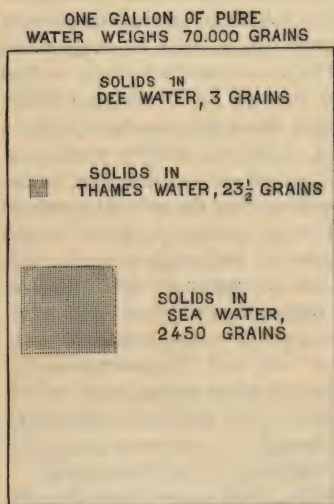 ONE GALLON OF PURE
WATER WEIGHS 70.000 GRAINS
SOLIDS IN
DEE WATER, 3 GRAINS
SOLIDS IN
THAMES WATER, 23½ GRAINS
SOLIDS IN
SEA WATER,
2450 GRAINS